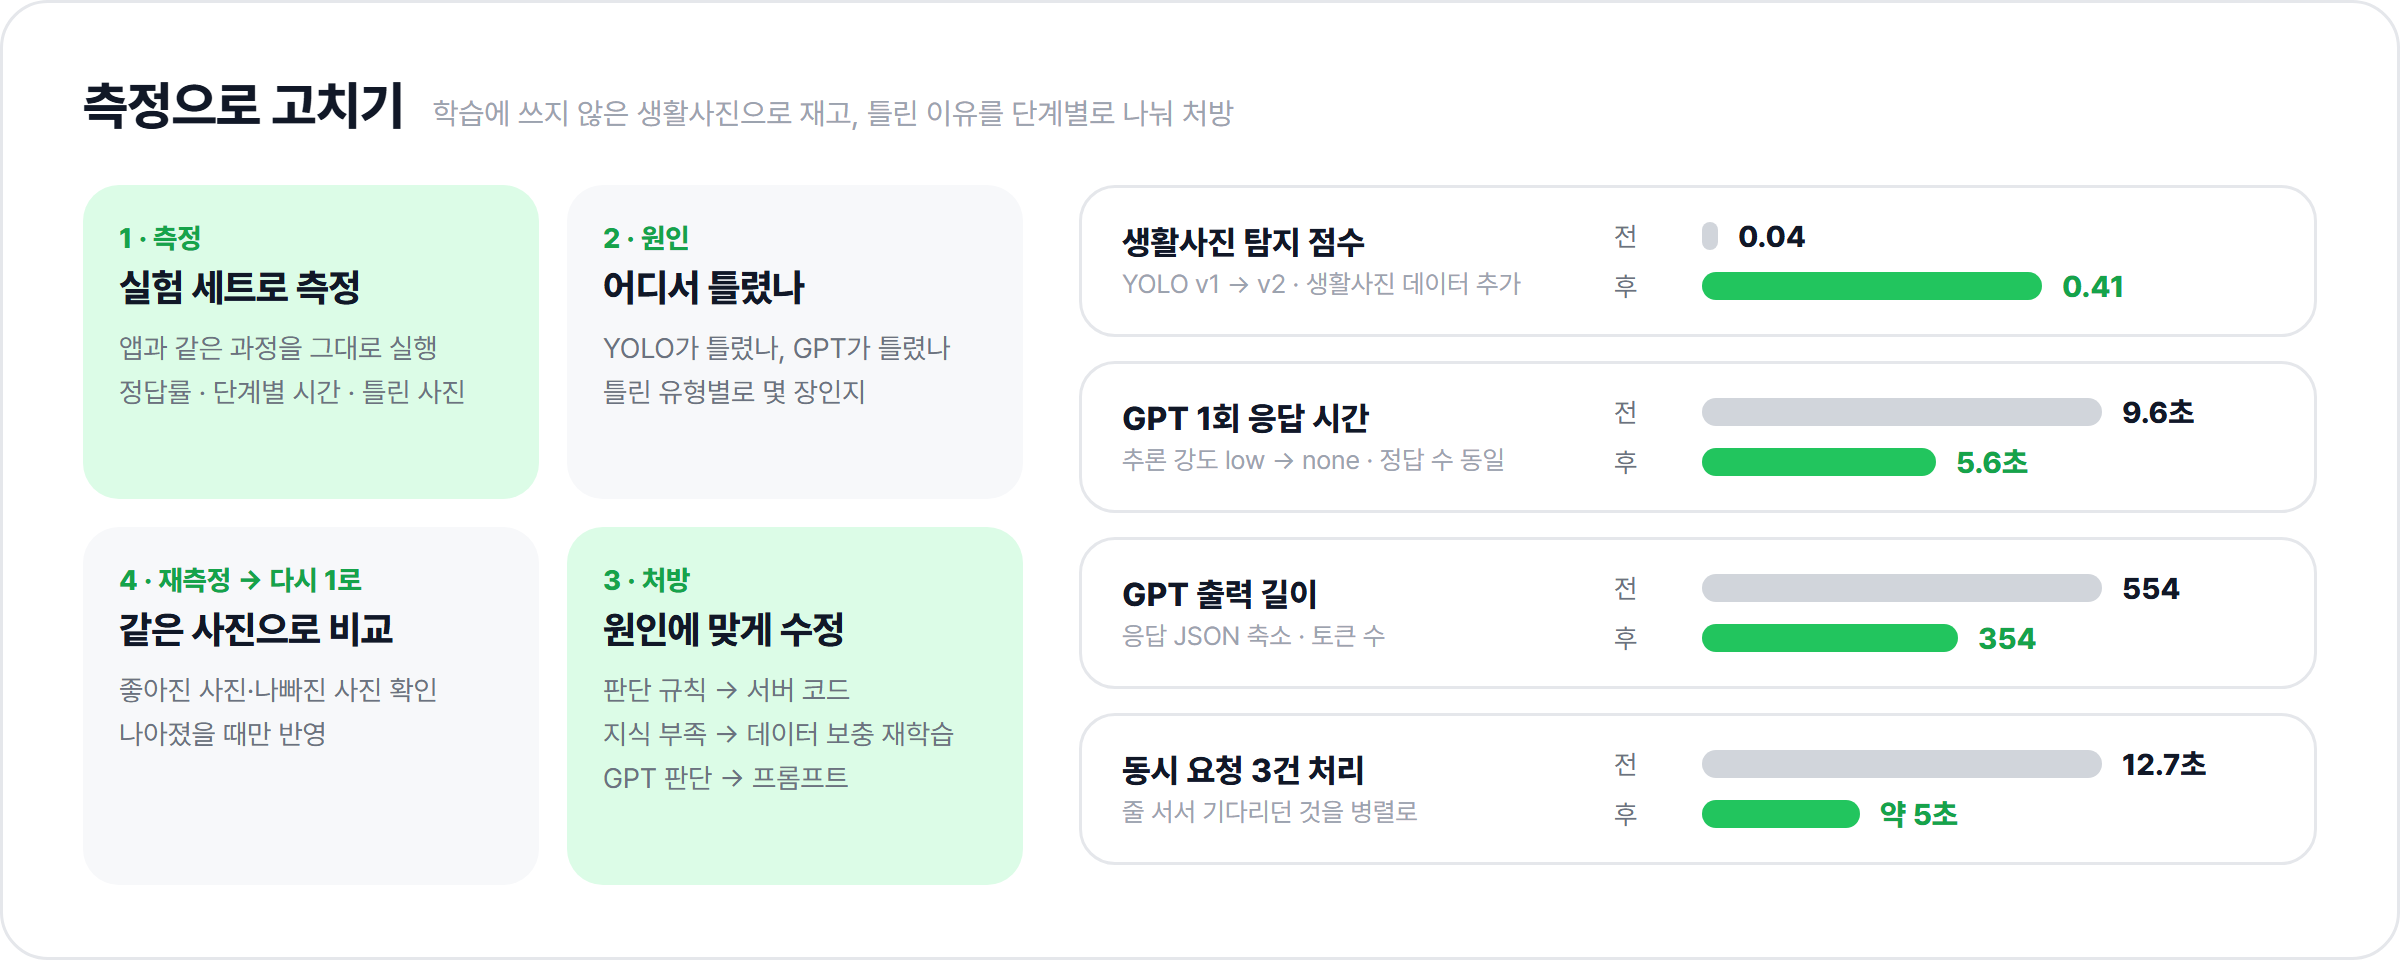 측정으로 고치기
학습에 쓰지 않은 생활사진으로 재고, 틀린 이유를 단계별로 나눠 처방
1 · 측정
실험 세트로 측정
앱과 같은 과정을 그대로 실행
정답률 · 단계별 시간 · 틀린 사진
2 · 원인
어디서 틀렸나
YOLO가 틀렸나, GPT가 틀렸나
틀린 유형별로 몇 장인지
4 · 재측정 → 다시 1로
같은 사진으로 비교
좋아진 사진·나빠진 사진 확인
나아졌을 때만 반영
3 · 처방
원인에 맞게 수정
판단 규칙 → 서버 코드
지식 부족 → 데이터 보충 재학습
GPT 판단 → 프롬프트
생활사진 탐지 점수
YOLO v1 → v2 · 생활사진 데이터 추가
전 0.04
후 0.41
GPT 1회 응답 시간
추론 강도 low → none · 정답 수 동일
전 9.6초
후 5.6초
GPT 출력 길이
응답 JSON 축소 · 토큰 수
전 554
후 354
동시 요청 3건 처리
줄 서서 기다리던 것을 병렬로
전 12.7초
후 약 5초